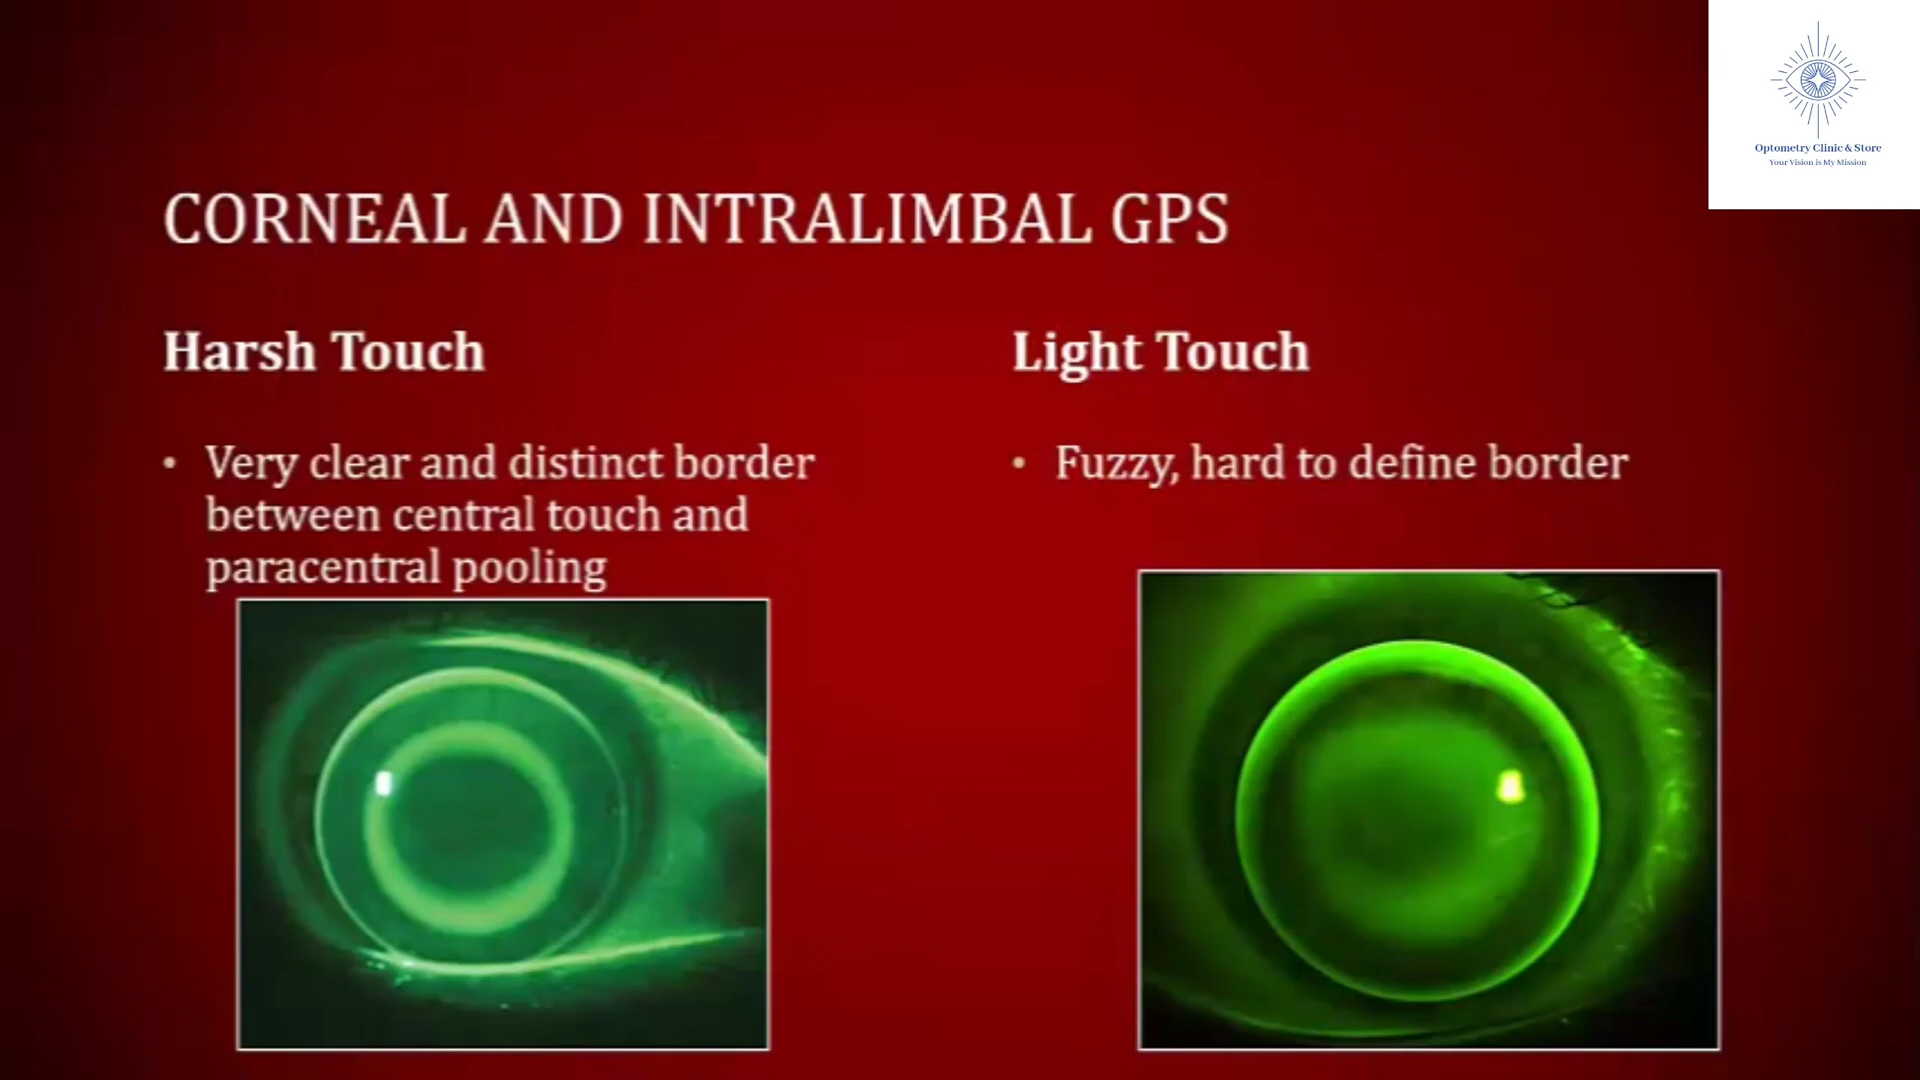 Optometry Clinic & Store
Your Vision is My Mission
CORNEAL AND INTRALIMBAL GPS
Harsh Touch
• Very clear and distinct border
between central touch and
paracentral pooling
Light Touch
• Fuzzy, hard to define border